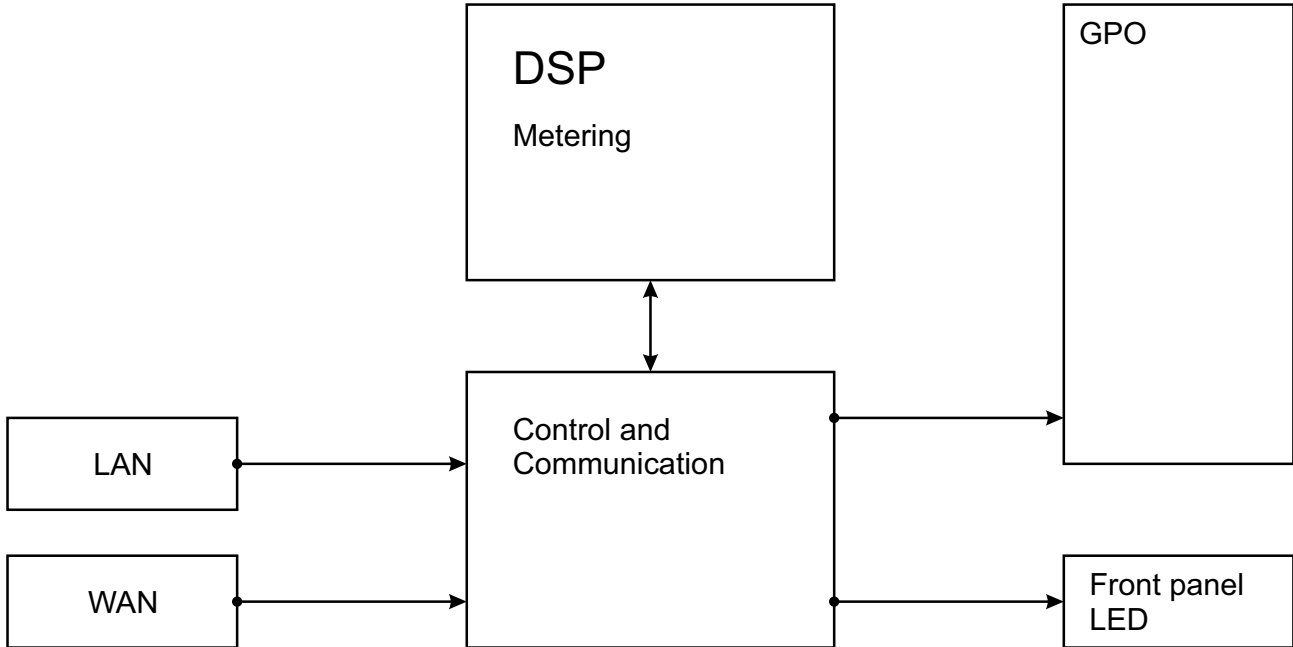 DSP
Metering
GPO
Control and
Communication
LAN
WAN
Front panel
LED